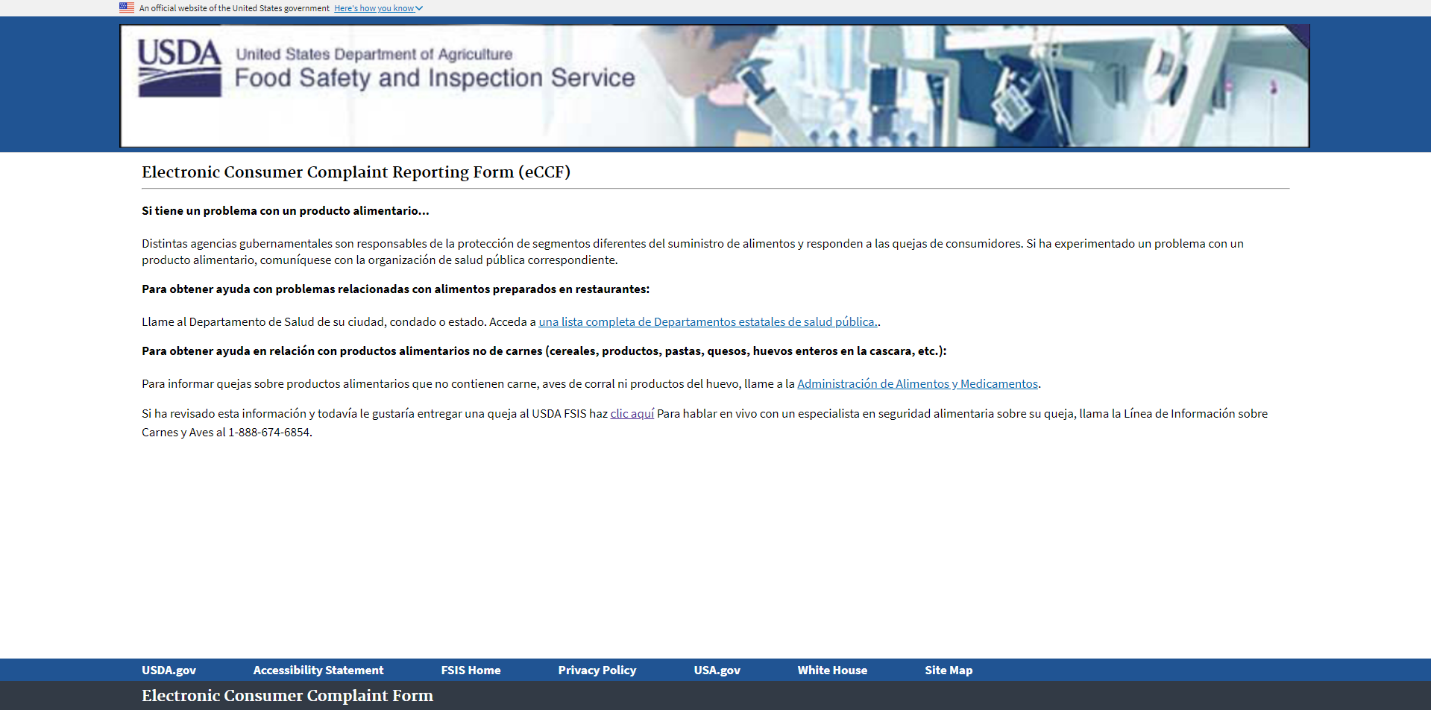 An official website of the United States government Here's how you know
USDA
United States Department of Agriculture
Food Safety and Inspection Service
Electronic Consumer Complaint Reporting Form (eCCF)
Si tiene un problema con un producto alimentario...
Distintas agencias gubernamentales son responsables de la protección de segmentos diferentes del suministro de alimentos y responden a las quejas de consumidores. Si ha experimentado un problema con un
producto alimentario, comuníquese con la organización de salud pública correspondiente.
Para obtener ayuda con problemas relacionadas con alimentos preparados en restaurantes:
Llame al Departamento de Salud de su ciudad, condado o estado. Acceda a una lista completa de Departamentos estatales de salud pública..
Para obtener ayuda en relación con productos alimentarios no de carnes (cereales, productos, pastas, quesos, huevos enteros en la cascara, etc.):
Para informar quejas sobre productos alimentarios que no contienen carne, aves de corral ni productos del huevo, llame a la Administración de Alimentos y Medicamentos.
Si ha revisado esta información y todavía le gustaría entregar una queja al USDA FSIS haz clic aquí Para hablar en vivo con un especialista en seguridad alimentaria sobre su queja, llama la Línea de Información sobre
Carnes y Aves al 1-888-674-6854.
USDA.gov Accessibility Statement FSIS Home Privacy Policy USA.gov White House Site Map
Electronic Consumer Complaint Form